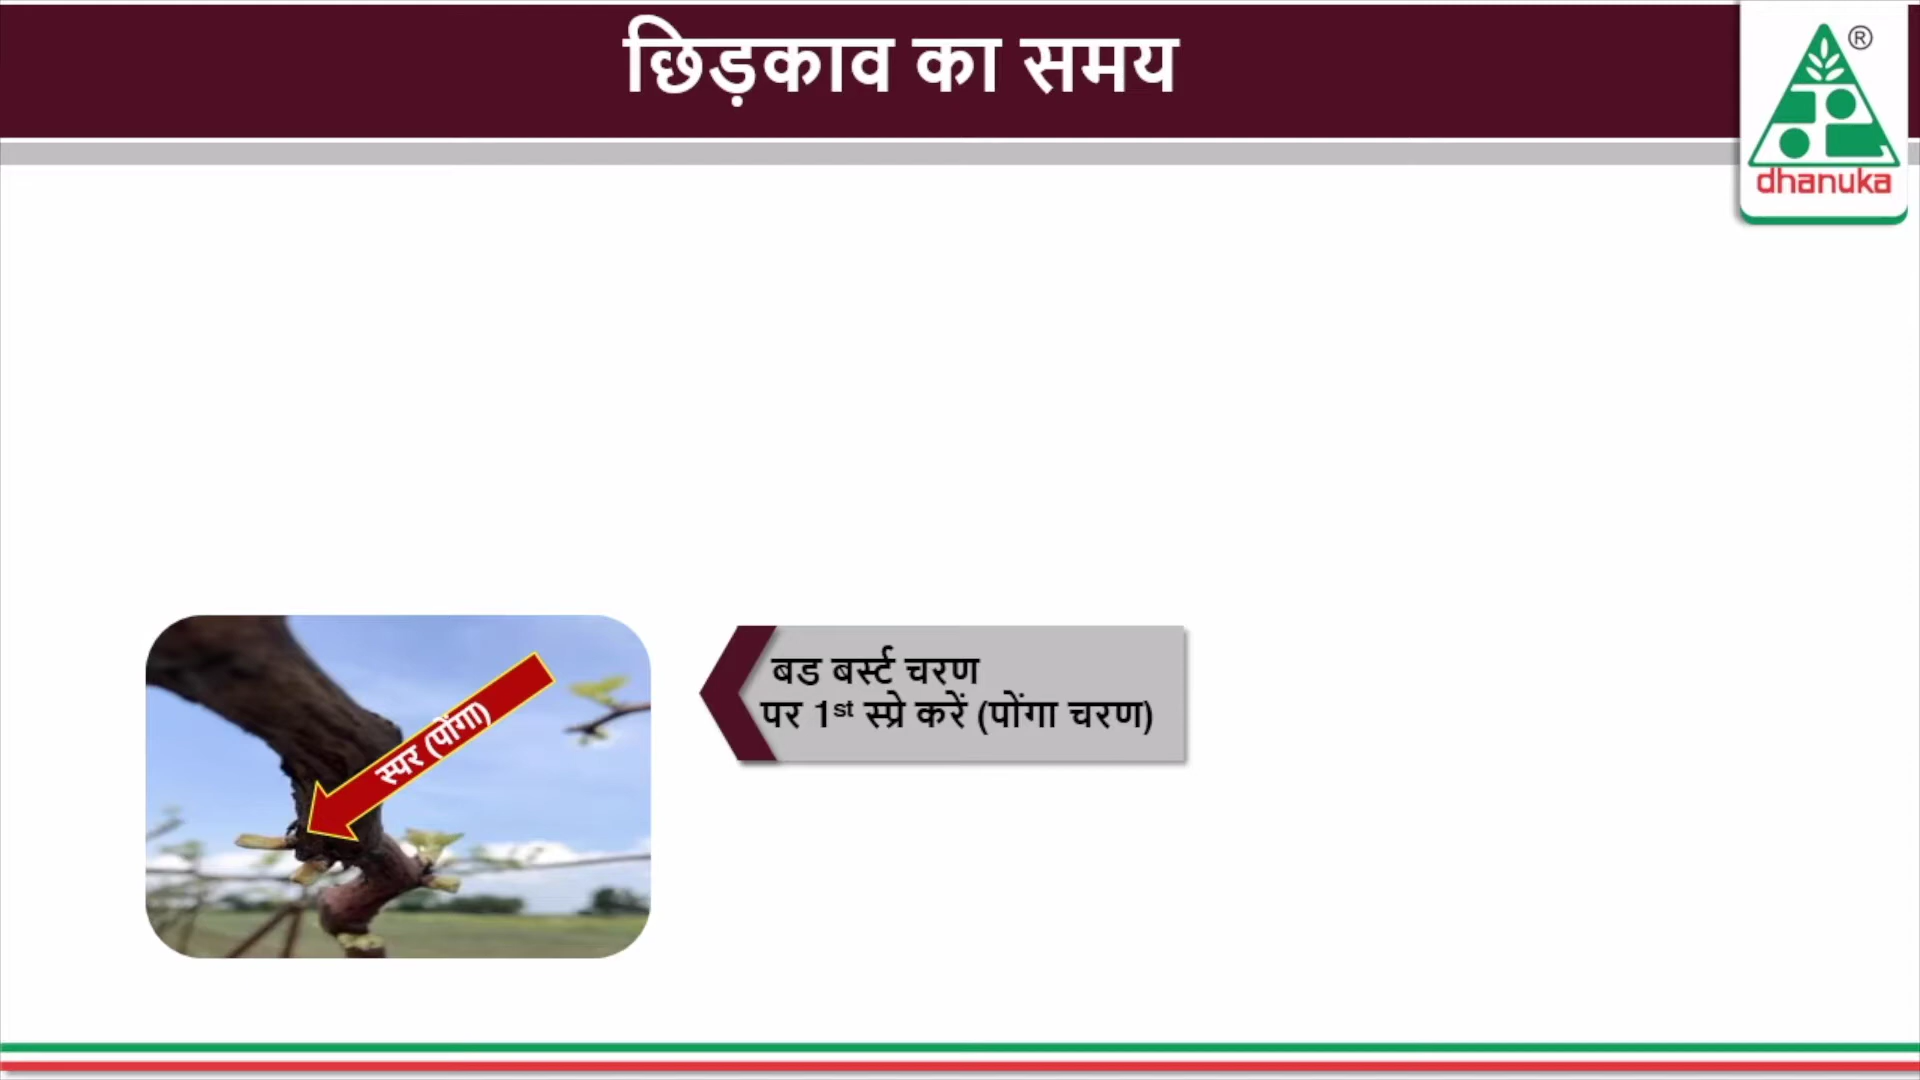 छिड़काव का समय
®
dhanuka
स्पर (पोंगा)
बड बर्स्ट चरण
पर 1st स्प्रे करें (पोंगा चरण)